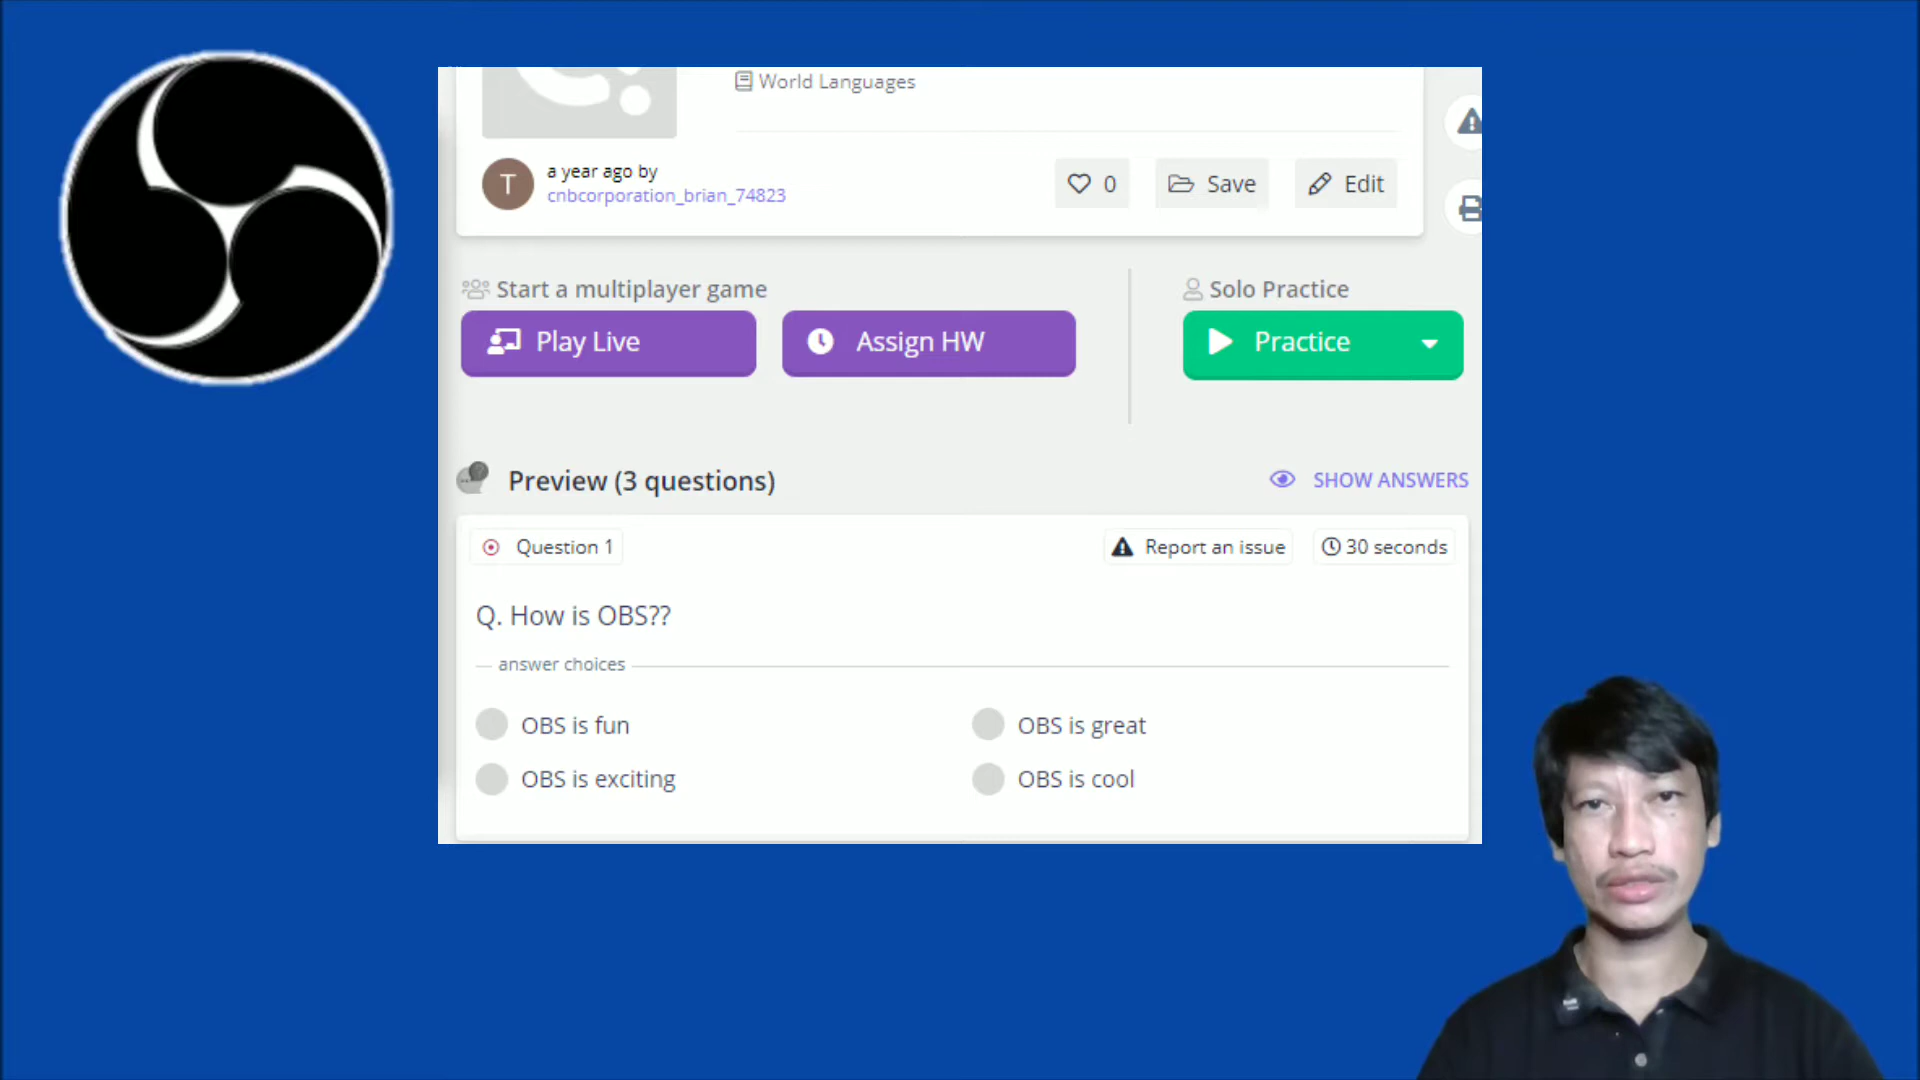 World Languages
T
a year ago by
cnbcorporation_brian_74823
0
Save
Edit
Start a multiplayer game
Solo Practice
Play Live
Assign HW
Practice
Preview (3 questions)
SHOW ANSWERS
Question 1
Report an issue
30 seconds
Q. How is OBS??
answer choices
OBS is fun
OBS is great
OBS is exciting
OBS is cool